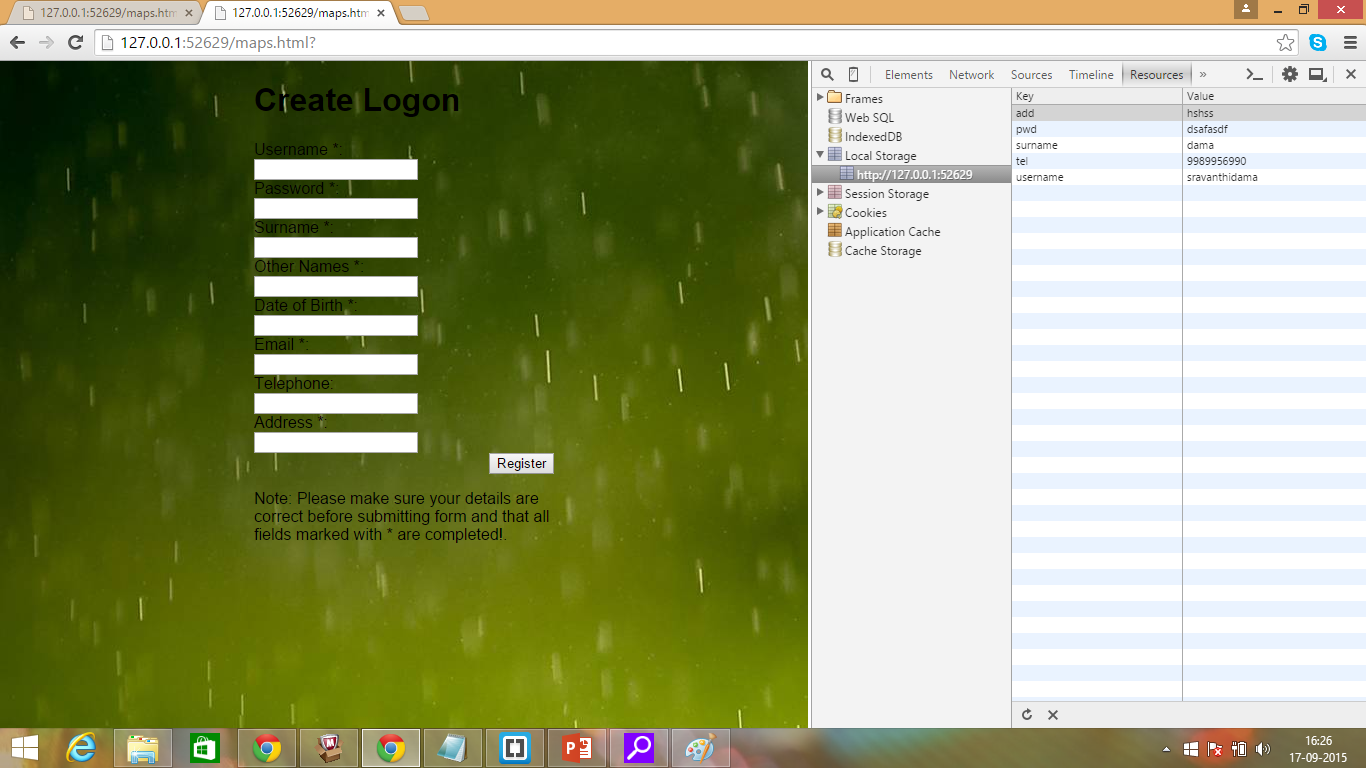 127.0.0.1:52629/maps.htm
127.0.0.1:52629/maps.htm
127.0.0.1:52629/maps.html?
Create Logon
Username *:
Password *:
Surname *:
Other Names *:
Date of Birth *:
Email *:
Telephone:
Address *:
Register
Note: Please make sure your details are
correct before submitting form and that all
fields marked with * are completed!.
Elements Network Sources Timeline Resources »
Frames
Web SQL
IndexedDB
Local Storage
http://127.0.0.1:52629
Session Storage
Cookies
Application Cache
Cache Storage
Key Value
add hshss
pwd dsafasdf
surname dama
tel 9989956990
username sravanthidama
16:26
17-09-2015